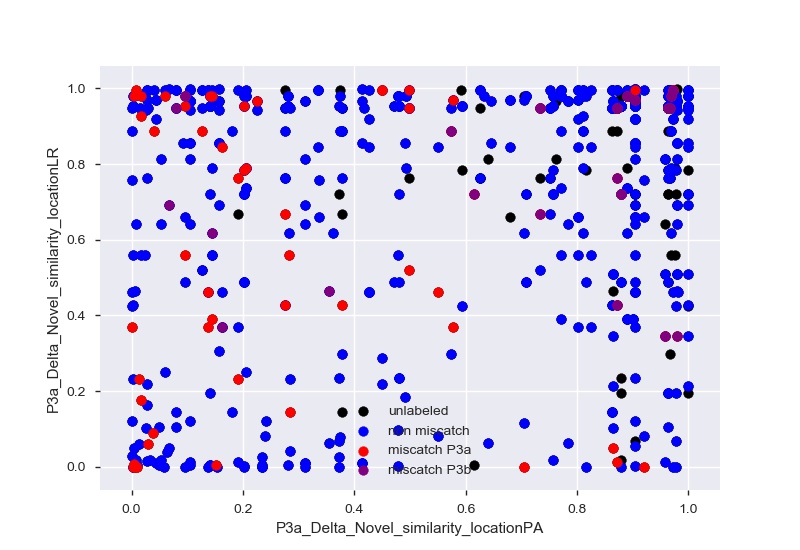 1.0
0.8
0.6
0.4
0.2
0.0
P3a_Delta_Novel_similarity_locationLR
unlabeled
non miscatch
miscatch P3a
miscatch P3b
0.0 0.2 0.4 0.6 0.8 1.0
P3a_Delta_Novel_similarity_locationPA